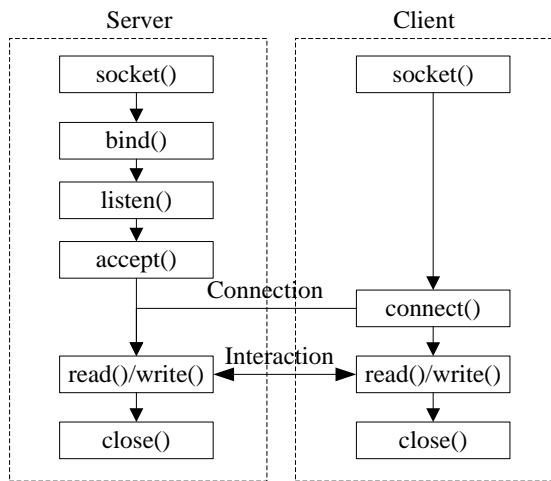 Server
socket()
bind()
listen()
accept()
read()/write()
close()
Connection
Interaction
Client
socket()
connect()
read()/write()
close()